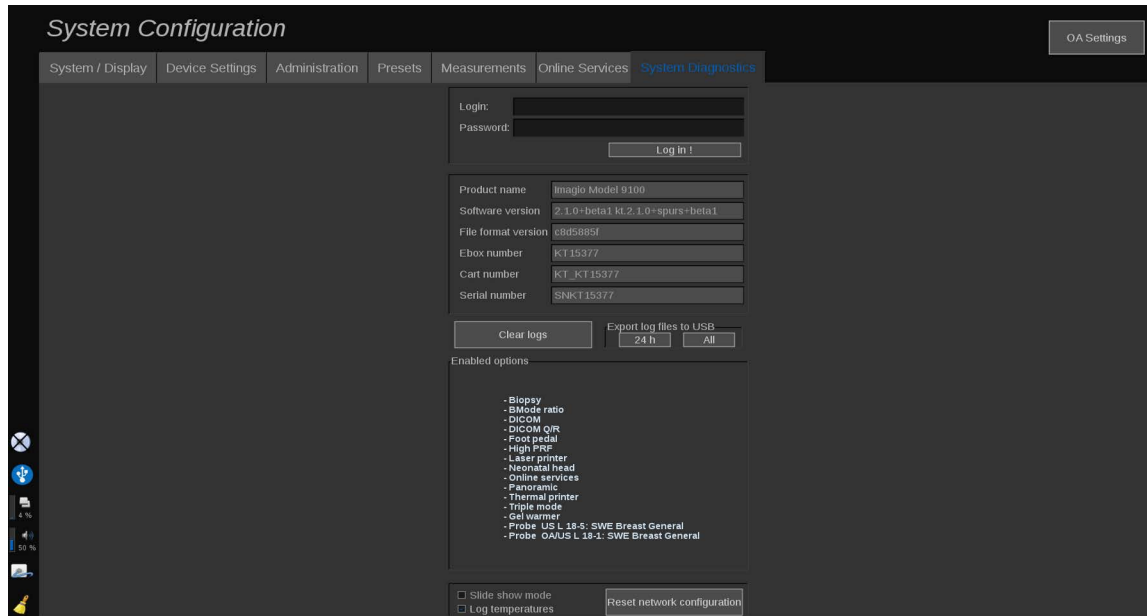 System Configuration
OA Settings
System / Display Device Settings Administration Presets Measurements Online Services System Diagnostics
Login:
Password:
Log in !
Product name Imagio Model 9100
Software version 2.1.0+beta1 kt.2.1.0+spurs+beta1
File format version c8d5885f
Ebox number KT15377
Cart number KT_KT15377
Serial number SNKT15377
Clear logs
Export log files to USB
24 h All
Enabled options
- Biopsy
- BMode ratio
- DICOM
- DICOM Q/R
- Foot pedal
- High PRF
- Laser printer
- Neonatal head
- Online services
- Panoramic
- Thermal printer
- Triple mode
- Gel warmer
- Probe US L 18-5: SWE Breast General
- Probe OA/US L 18-1: SWE Breast General
4 %
50 %
Slide show mode
Log temperatures
Reset network configuration